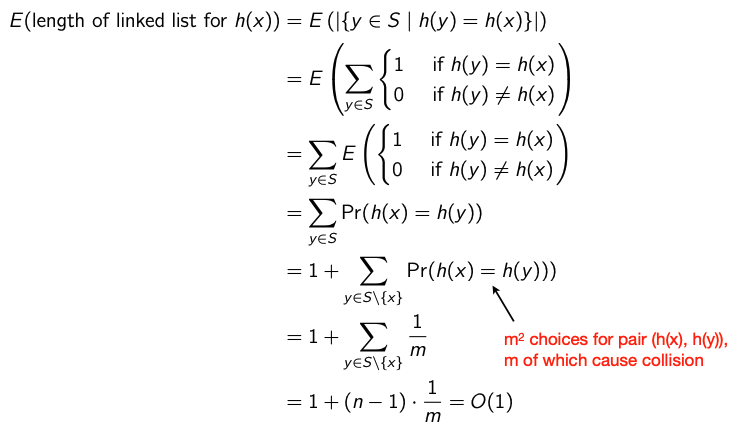 E(length of linked list for h(x)) = E (|{y ∈ S | h(y) = h(x)}|)
= E ( ∑_{y∈S} { 1 if h(y) = h(x)
0 if h(y) ≠ h(x) )
= ∑_{y∈S} E ( { 1 if h(y) = h(x)
0 if h(y) ≠ h(x) )
= ∑_{y∈S} Pr(h(x) = h(y))
= 1 + ∑_{y∈S\{x}} Pr(h(x) = h(y)))
= 1 + ∑_{y∈S\{x}} 1/m
m² choices for pair (h(x), h(y)),
m of which cause collision
= 1 + (n − 1) · 1/m = O(1)